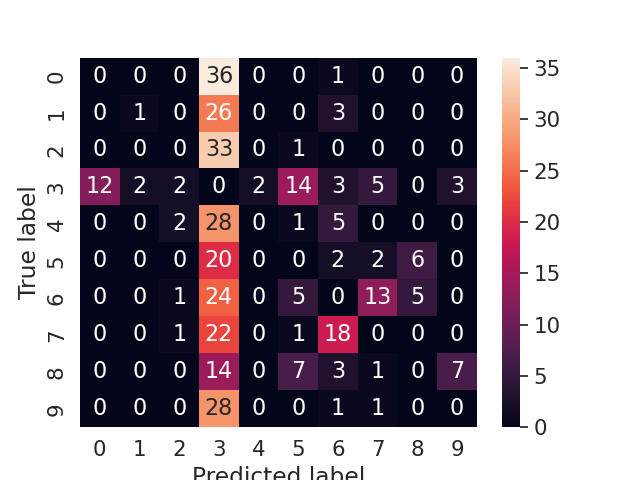 0 0 0 0 36 0 0 1 0 0 0
1 0 1 0 26 0 0 3 0 0 0
2 0 0 0 33 0 1 0 0 0 0
3 12 2 2 0 2 14 3 5 0 3
4 0 0 2 28 0 1 5 0 0 0
5 0 0 0 20 0 0 2 2 6 0
6 0 0 1 24 0 5 0 13 5 0
7 0 0 1 22 0 1 18 0 0 0
8 0 0 0 14 0 7 3 1 0 7
9 0 0 0 28 0 0 1 1 0 0
0 1 2 3 4 5 6 7 8 9
True label
Predicted label
35
30
25
20
15
10
5
0